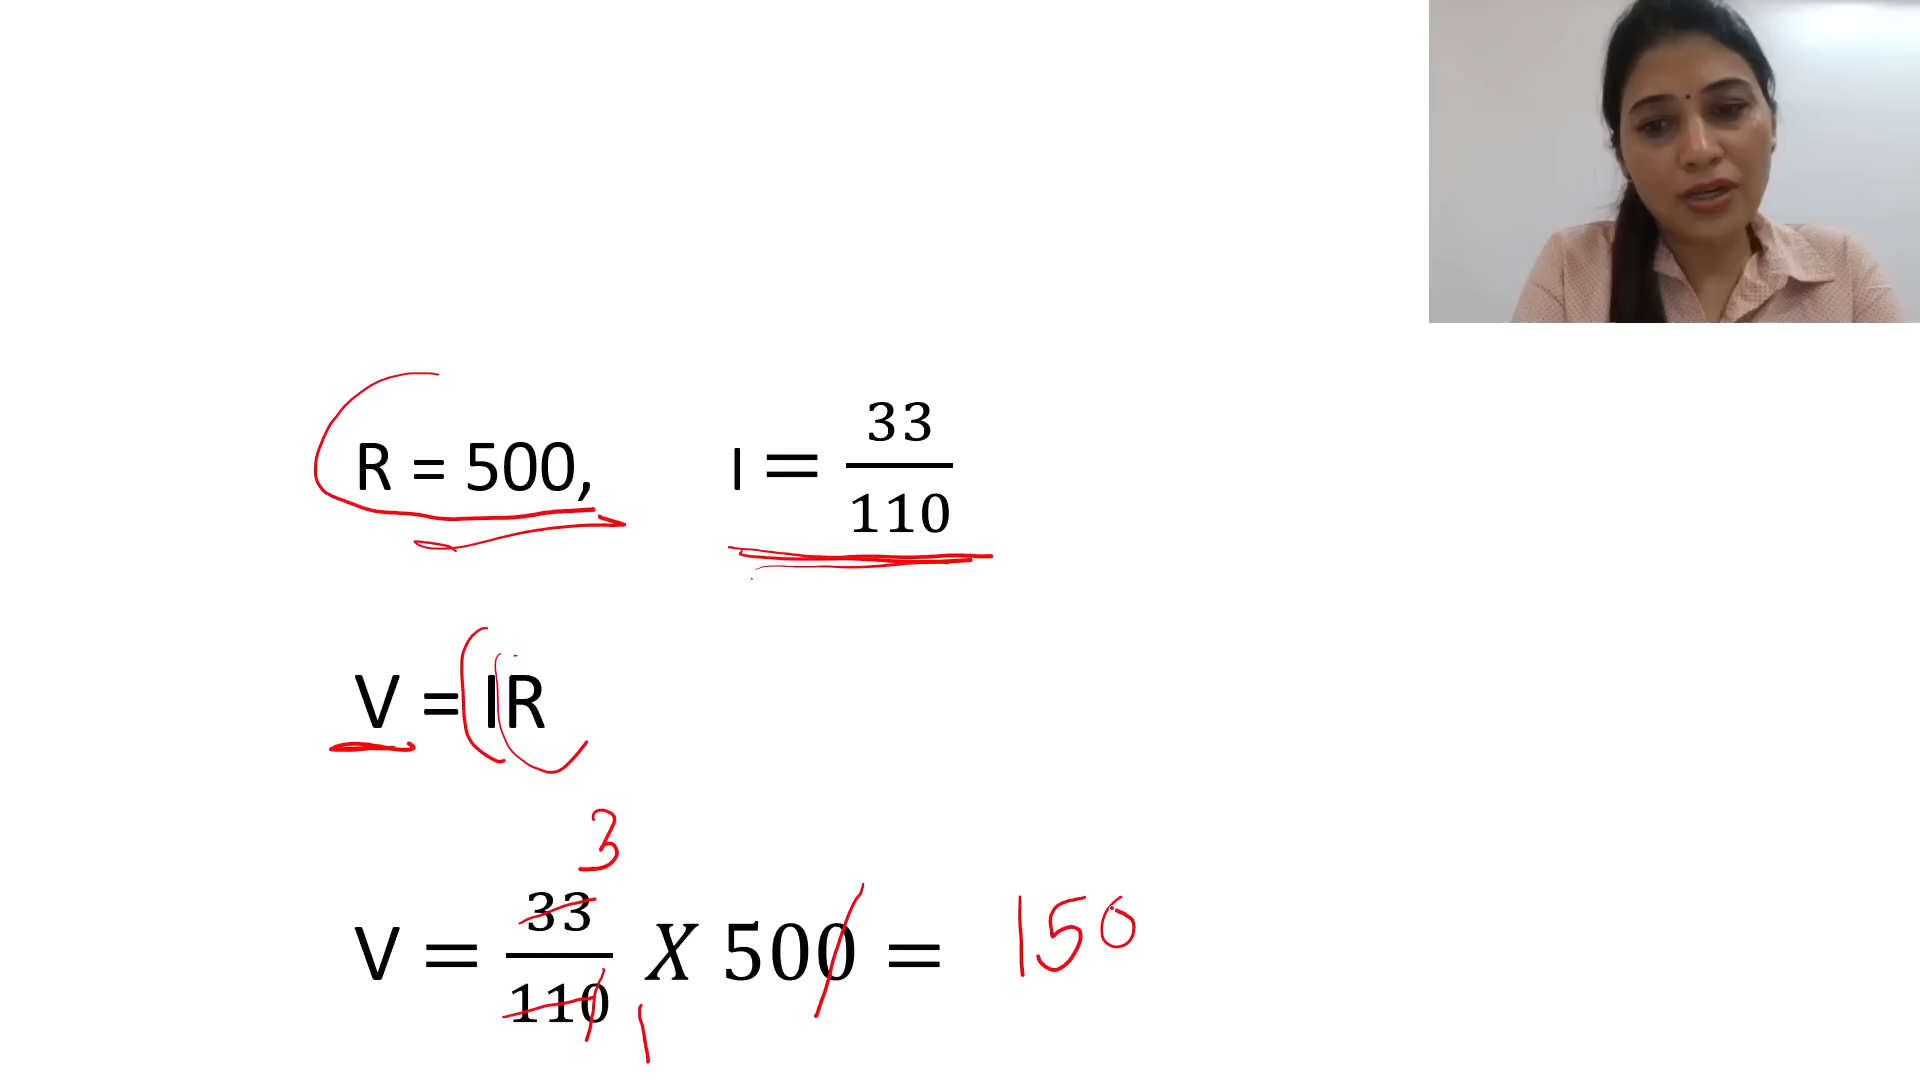 R = 500, I = 33/110
V = IR
3
V = 33/110 X 500 = 150
1